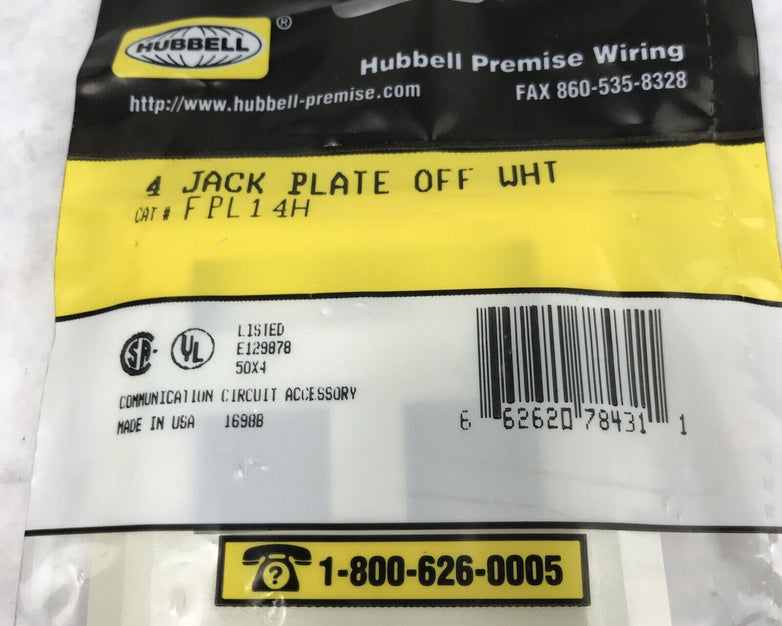 HUBBELL ®
Hubbell Premise Wiring
http://www.hubbell-premise.com
FAX 860-535-8328
4 JACK PLATE OFF WHT
CAT # FPL14H
SA
UL
LISTED
E129878
50X4
COMMUNICATION CIRCUIT ACCESSORY
MADE IN USA 1698B
6 62620 78431 1
? 1-800-626-0005